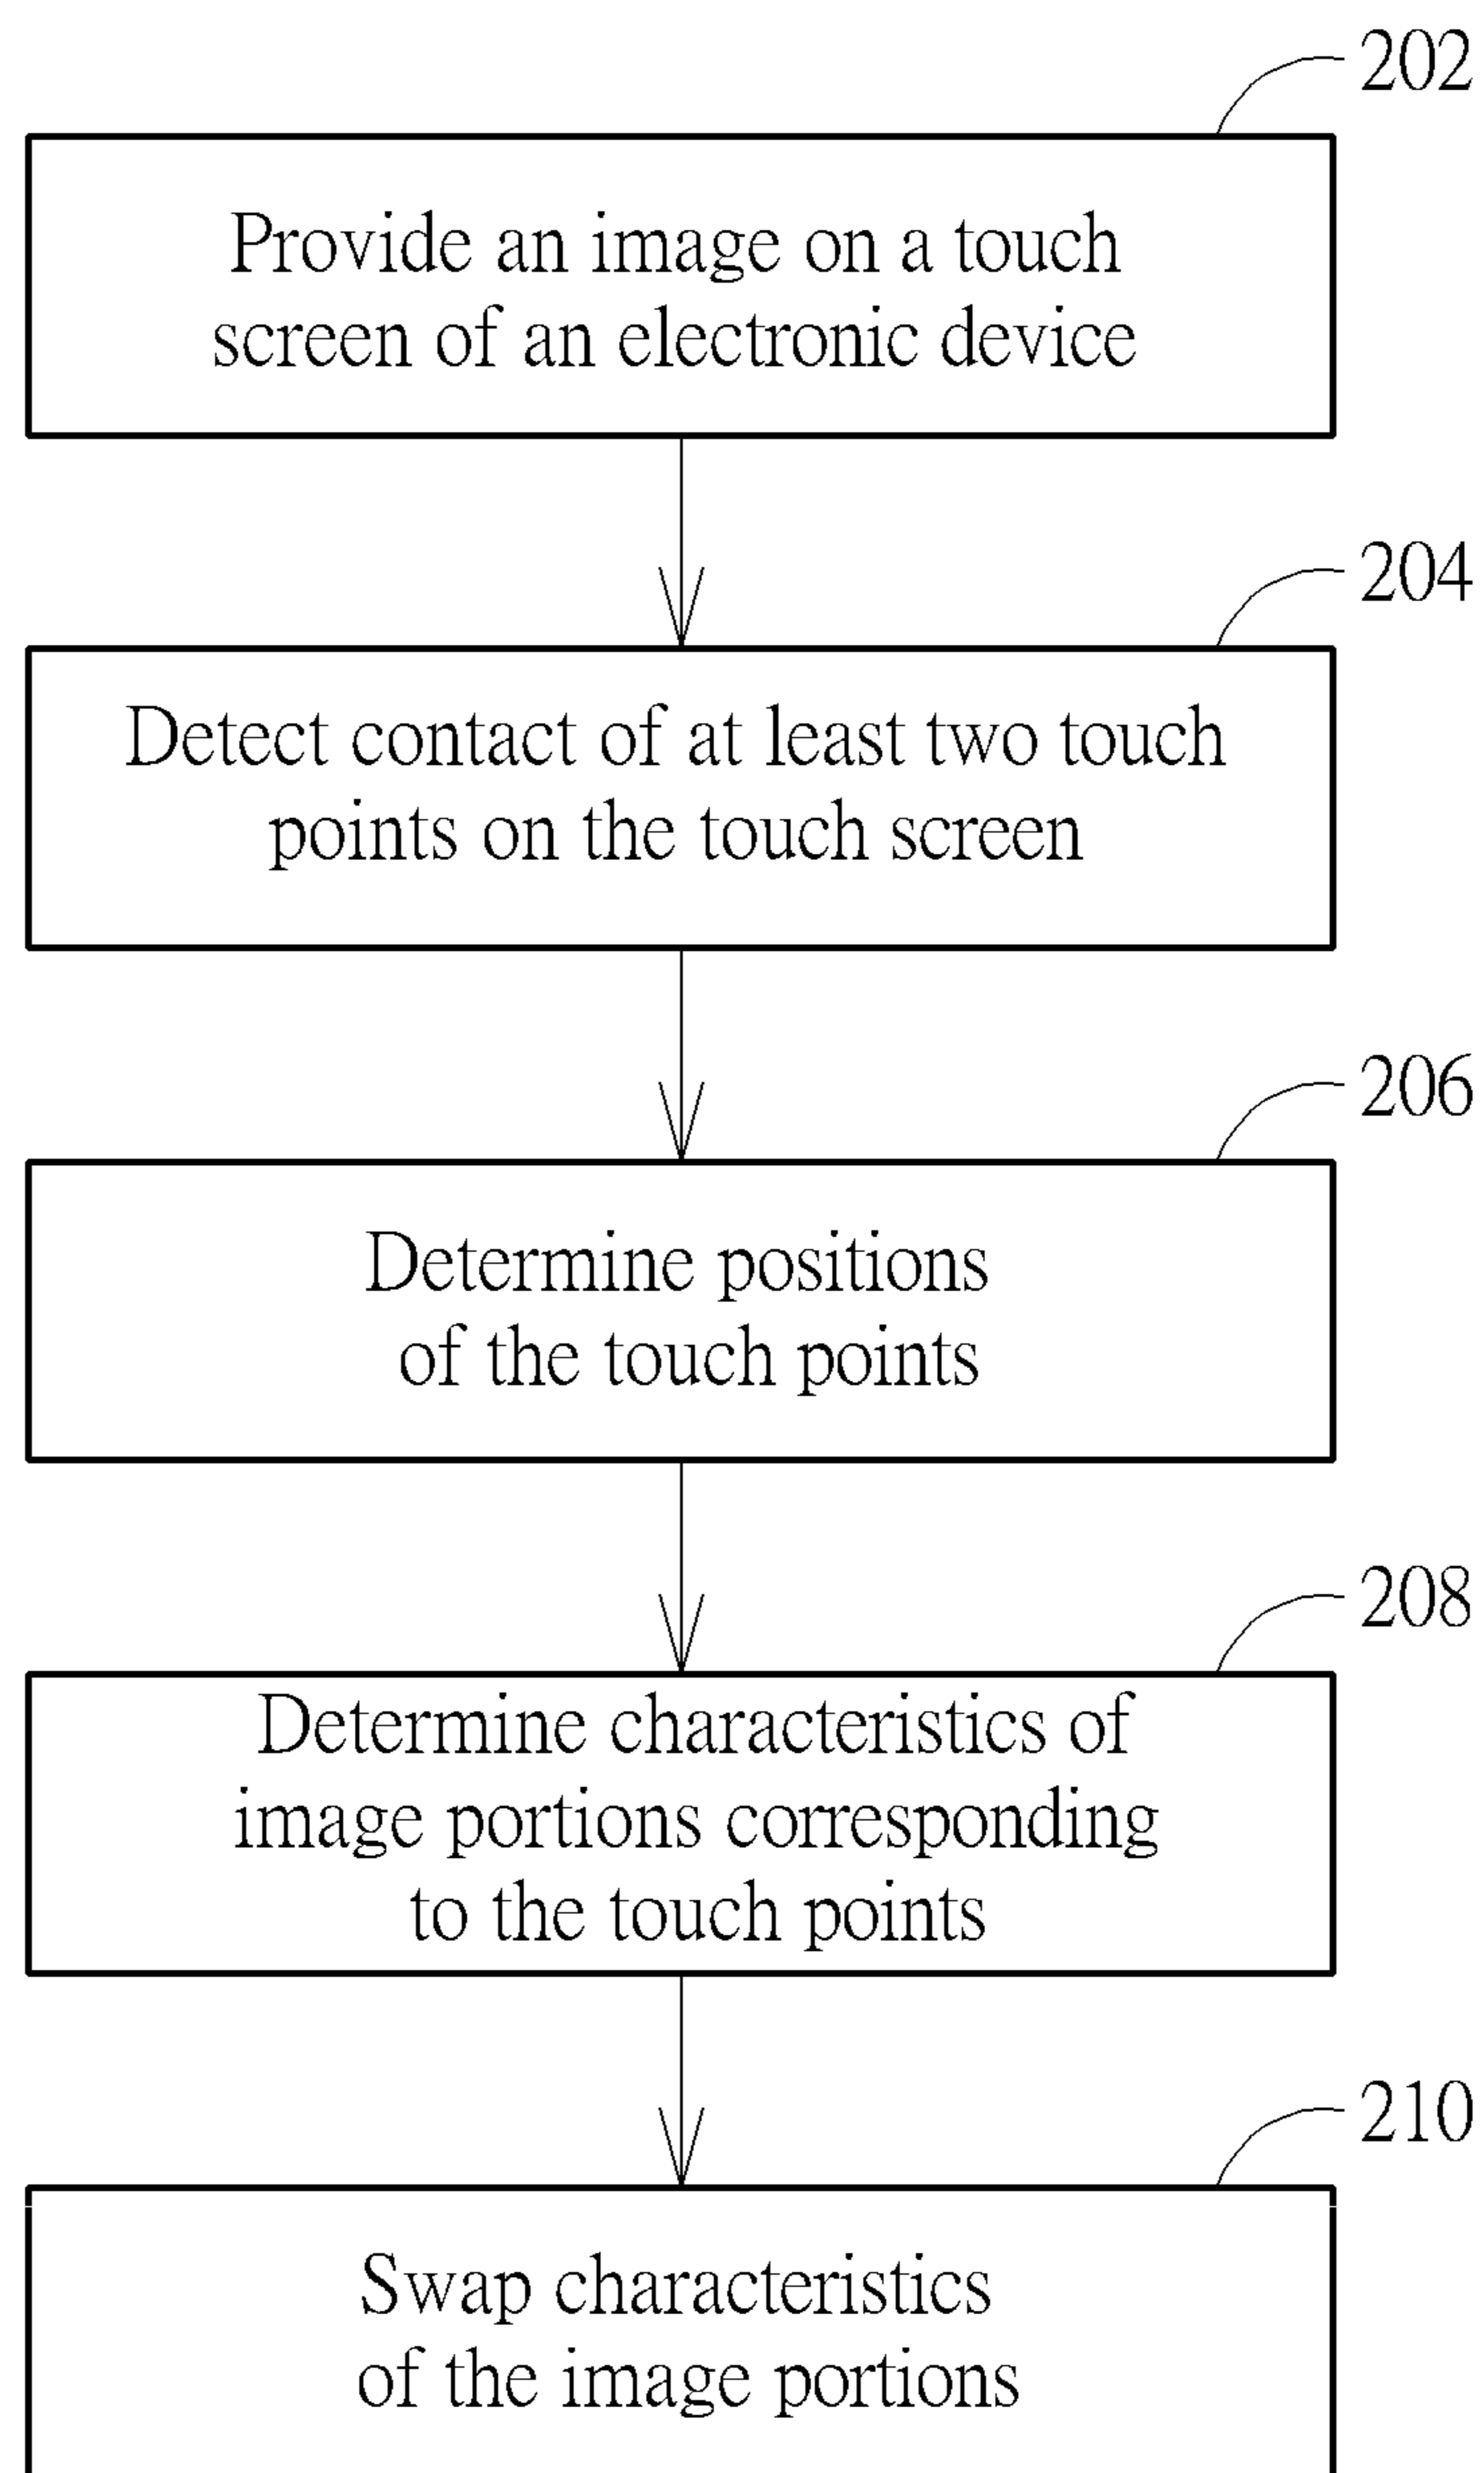 202
Provide an image on a touch
screen of an electronic device
204
Detect contact of at least two touch
points on the touch screen
206
Determine positions
of the touch points
208
Determine characteristics of
image portions corresponding
to the touch points
210
Swap characteristics
of the image portions